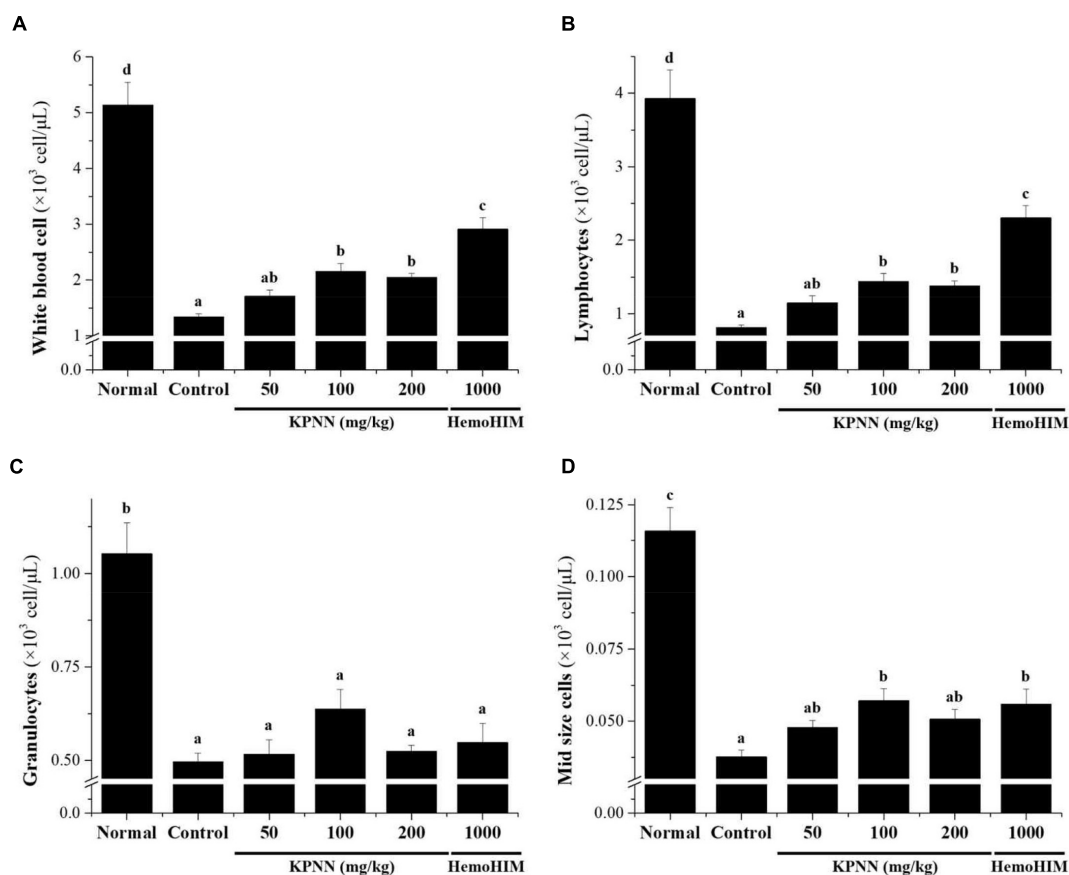 A
White blood cell (×10³ cell/μL)
6
5
4
3
2
1
0.0
d
a
ab
b
b
c
Normal Control 50 100 200 1000
KPNN (mg/kg) HemoHIM
B
Lymphocytes (×10³ cell/μL)
4
3
2
1
0.0
d
a
ab
b
b
c
Normal Control 50 100 200 1000
KPNN (mg/kg) HemoHIM
C
Granulocytes (×10³ cell/μL)
1.00
0.75
0.50
0.0
b
a
a
a
a
a
Normal Control 50 100 200 1000
KPNN (mg/kg) HemoHIM
D
Mid size cells (×10³ cell/μL)
0.125
0.100
0.075
0.050
0.00
c
a
ab
b
ab
b
Normal Control 50 100 200 1000
KPNN (mg/kg) HemoHIM